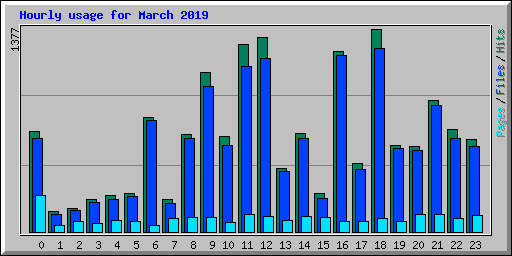 Hourly usage for March 2019
1377
Pages / Files / Hits
0 1 2 3 4 5 6 7 8 9 10 11 12 13 14 15 16 17 18 19 20 21 22 23